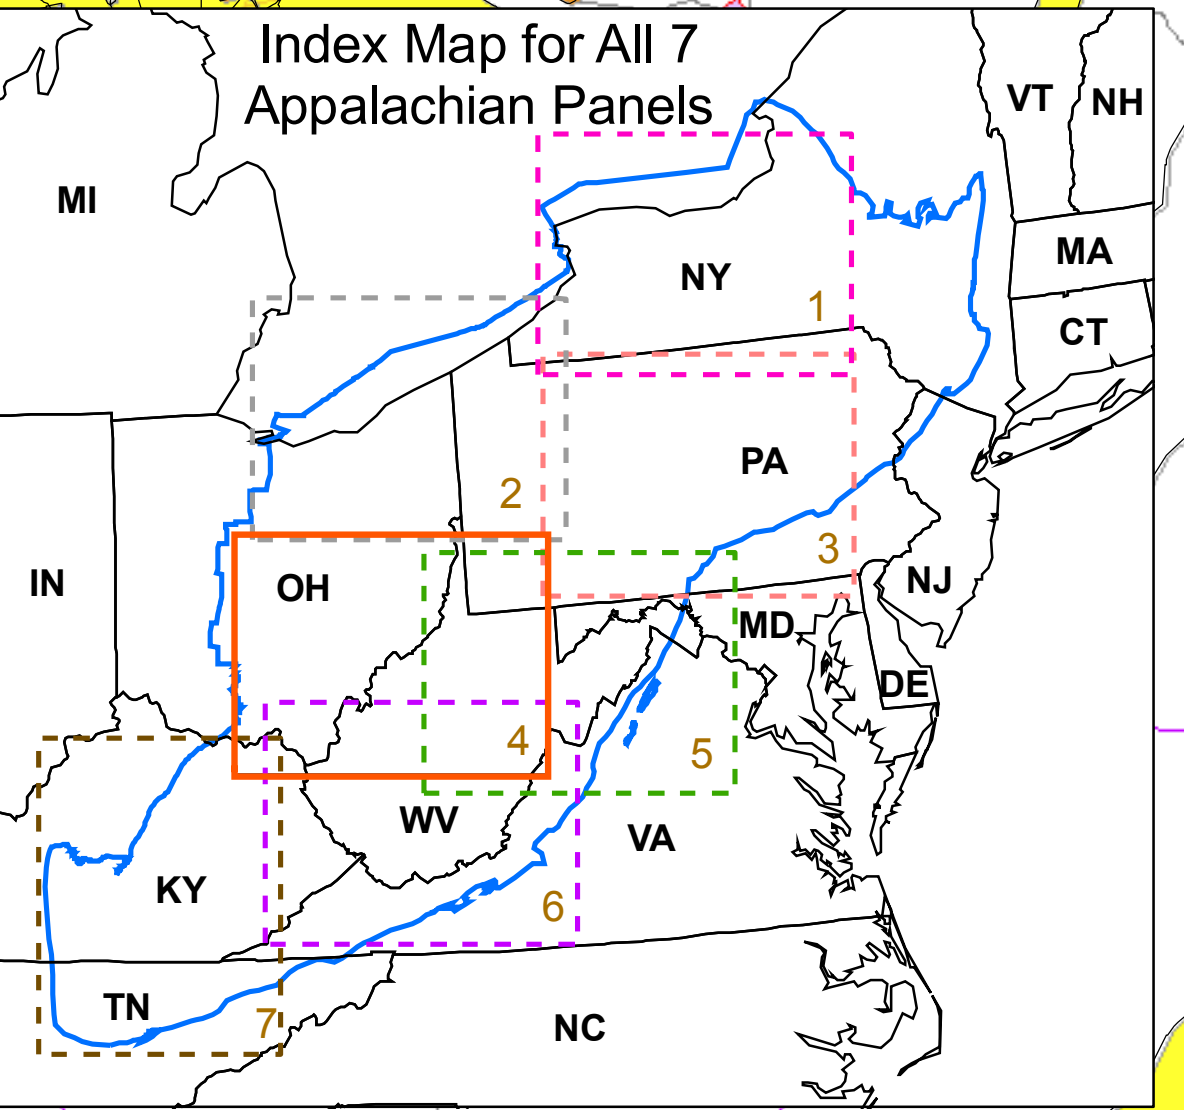 Index Map for All 7
Appalachian Panels
VT
NH
MI
MA
NY
1
CT
PA
2
3
IN
OH
NJ
MD
DE
4
5
WV
VA
KY
6
TN
7
NC